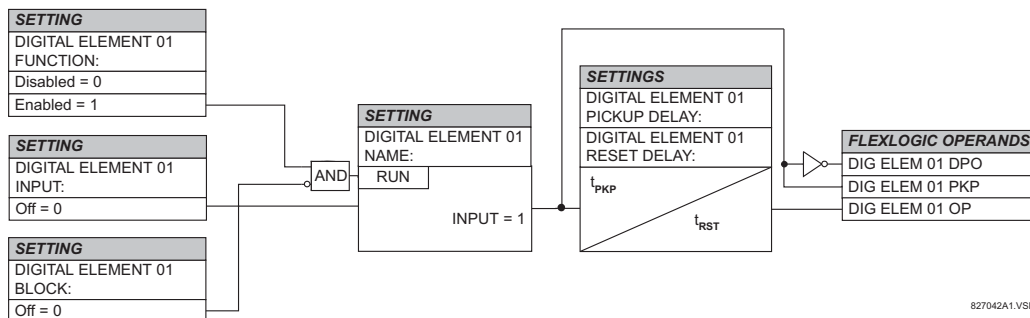 SETTING
DIGITAL ELEMENT 01
FUNCTION:
Disabled = 0
Enabled = 1
SETTING
DIGITAL ELEMENT 01
INPUT:
Off = 0
SETTING
DIGITAL ELEMENT 01
BLOCK:
Off = 0
AND
SETTING
DIGITAL ELEMENT 01
NAME:
RUN
INPUT = 1
SETTINGS
DIGITAL ELEMENT 01
PICKUP DELAY:
DIGITAL ELEMENT 01
RESET DELAY:
tPKP
tRST
FLEXLOGIC OPERANDS
DIG ELEM 01 DPO
DIG ELEM 01 PKP
DIG ELEM 01 OP
827042A1.VSD